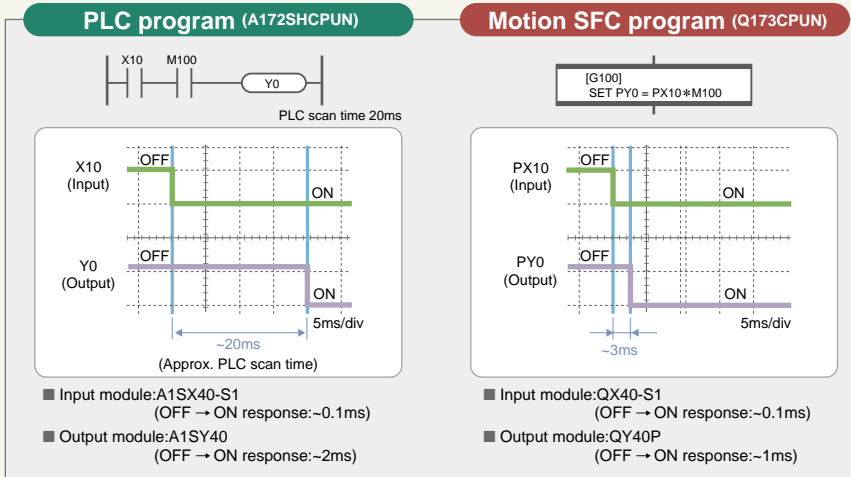 PLC program (A172SHCPUN)
X10 M100
Y0
PLC scan time 20ms
X10
(Input)
OFF
ON
Y0
(Output)
OFF
ON
5ms/div
~20ms
(Approx. PLC scan time)
■ Input module:A1SX40-S1
(OFF → ON response:~0.1ms)
■ Output module:A1SY40
(OFF → ON response:~2ms)
Motion SFC program (Q173CPUN)
[G100]
SET PY0 = PX10*M100
PX10
(Input)
OFF
ON
PY0
(Output)
OFF
ON
5ms/div
~3ms
■ Input module:QX40-S1
(OFF → ON response:~0.1ms)
■ Output module:QY40P
(OFF → ON response:~1ms)